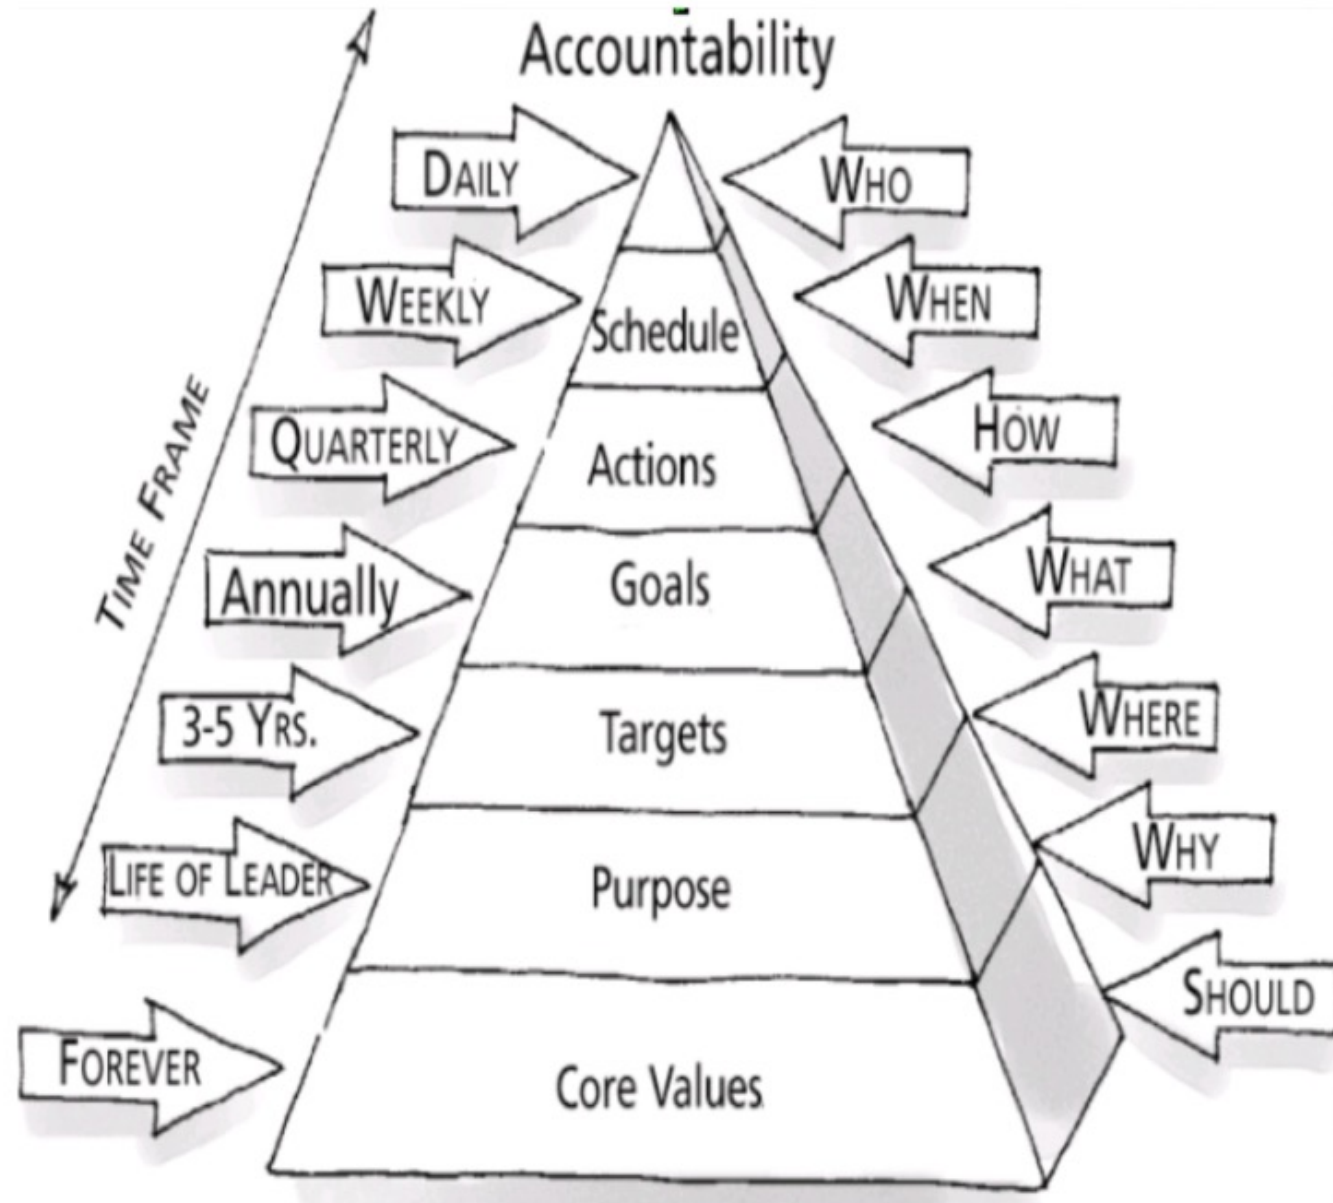 Accountability
DAILY
WHO
WEEKLY
Schedule
WHEN
QUARTERLY
Actions
HOW
TIME FRAME
Annually
Goals
WHAT
3-5 YRS.
Targets
WHERE
LIFE OF LEADER
Purpose
WHY
SHOULD
FOREVER
Core Values